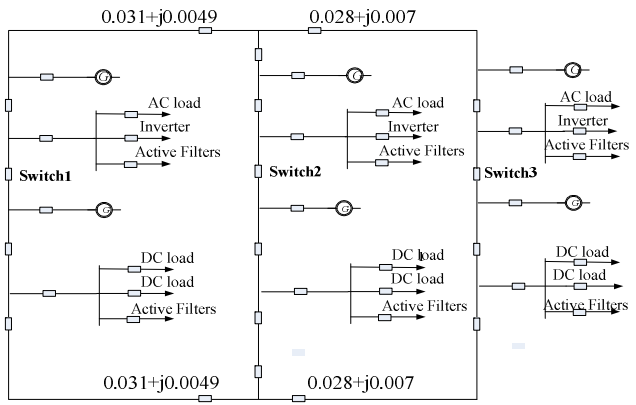 0.031+j0.0049
0.028+j0.007
G
G
G
AC load
Inverter
Active Filters
AC load
Inverter
Active Filters
AC load
Inverter
Active Filters
Switch1
Switch2
Switch3
G
G
G
DC load
DC load
Active Filters
DC load
DC load
Active Filters
DC load
DC load
Active Filters
0.031+j0.0049
0.028+j0.007